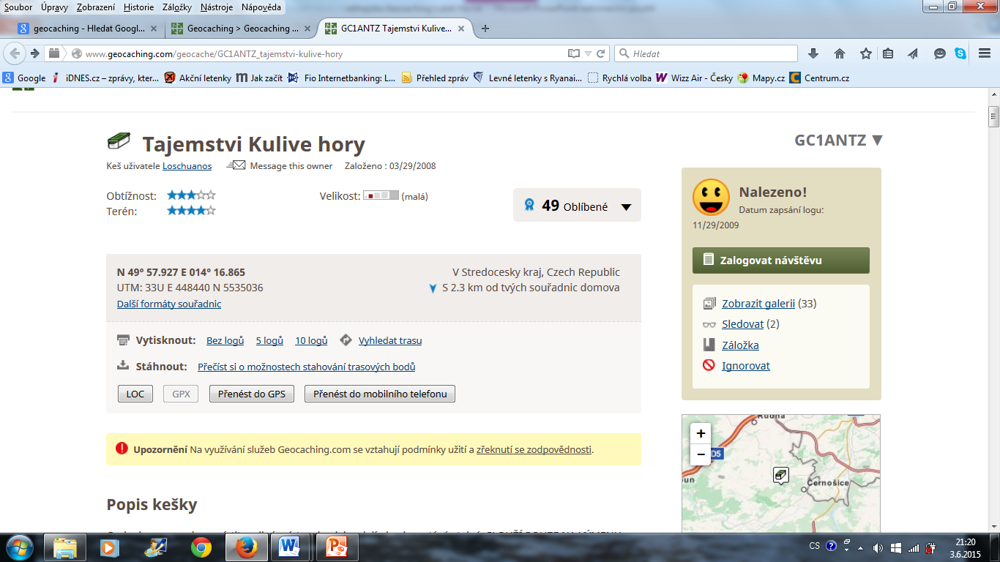 Soubor Úpravy Zobrazení Historie Záložky Nástroje Nápověda
geocaching - Hledat Googl... Geocaching > Geocaching ... GC1ANTZ Tajemstvi Kulive...
www.geocaching.com/geocache/GC1ANTZ_tajemstvi-kulive-hory Hledat
Google iDNES.cz – zprávy, kter... Akční letenky Jak začít Fio Internetbanking: L... Přehled zpráv Levné letenky s Ryanai... Rychlá volba Wizz Air - Česky Mapy.cz Centrum.cz
Tajemstvi Kulive hory
GC1ANTZ ▼
Keš uživatele Loschuanos Message this owner Založeno : 03/29/2008
Obtížnost:
Velikost: (malá)
Terén:
49 Oblíbené
Nalezeno!
Datum zapsání logu:
11/29/2009
Zalogovat návštěvu
Zobrazit galerii (33)
Sledovat (2)
Záložka
Ignorovat
N 49° 57.927 E 014° 16.865
V Stredocesky kraj, Czech Republic
UTM: 33U E 448440 N 5535036
S 2.3 km od tvých souřadnic domova
Další formáty souřadnic
Vytisknout: Bez logů 5 logů 10 logů Vyhledat trasu
Stáhnout: Přečíst si o možnostech stahování trasových bodů
LOC GPX Přenést do GPS Přenést do mobilního telefonu
Upozornění Na využívání služeb Geocaching.com se vztahují podmínky užití a zřeknutí se zodpovědnosti.
Popis kešky
Rudná
+
−
D5
oun
Černošice
CS
21:20
3.6.2015